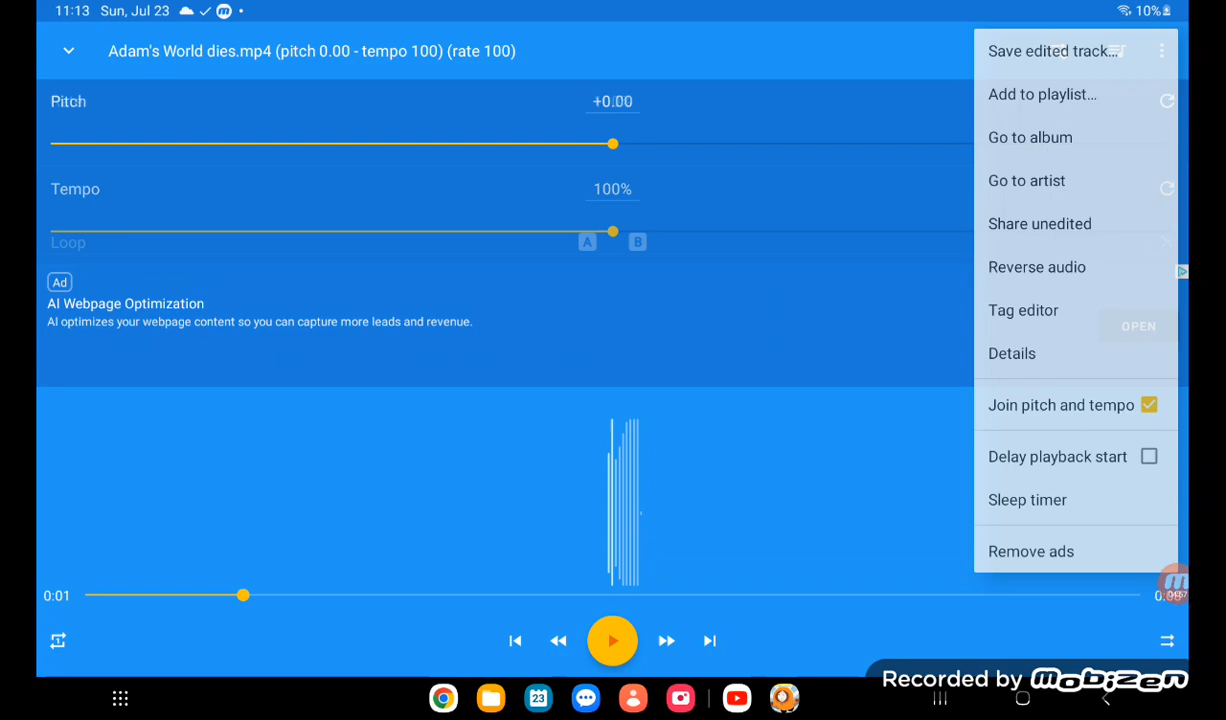 11:13 Sun, Jul 23
10%
Adam's World dies.mp4 (pitch 0.00 - tempo 100) (rate 100)
Pitch
+0.00
Tempo
100%
Loop
A B
Ad
AI Webpage Optimization
AI optimizes your webpage content so you can capture more leads and revenue.
OPEN
Save edited track...
Add to playlist...
Go to album
Go to artist
Share unedited
Reverse audio
Tag editor
Details
Join pitch and tempo
Delay playback start
Sleep timer
Remove ads
0:01
04:57
1
23
Recorded by mobizen